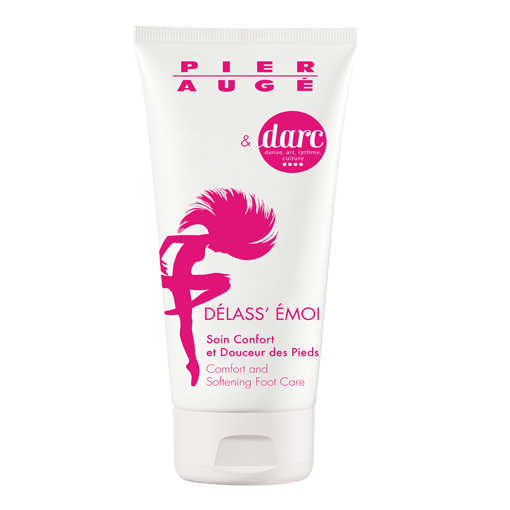 PIER
AUGÉ
& darc
danse, art, rythme,
culture
DÉLASS' ÉMOI
Soin Confort
et Douceur des Pieds
Comfort and
Softening Foot Care